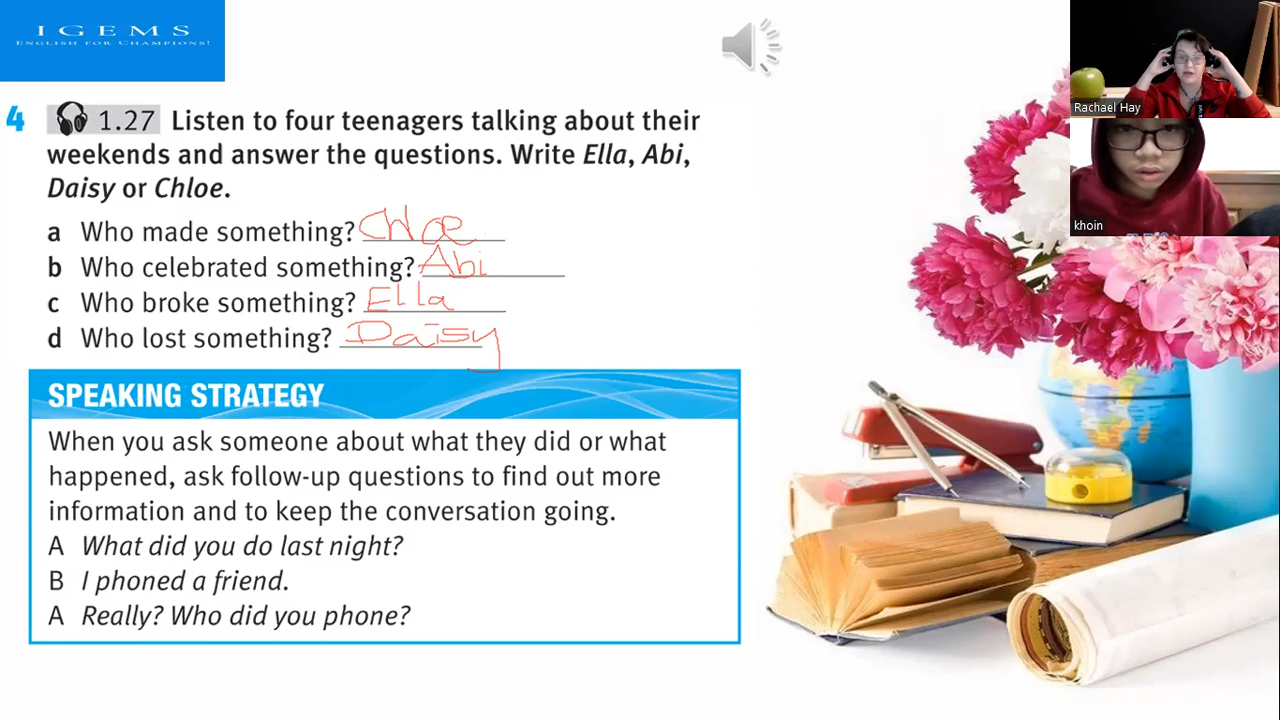 IGEMS
ENGLISH FOR CHAMPIONS!
4 1.27 Listen to four teenagers talking about their
weekends and answer the questions. Write Ella, Abi,
Daisy or Chloe.
a Who made something? Chloe
b Who celebrated something? Abi
c Who broke something? Ella
d Who lost something? Daisy
SPEAKING STRATEGY
When you ask someone about what they did or what
happened, ask follow-up questions to find out more
information and to keep the conversation going.
A What did you do last night?
B I phoned a friend.
A Really? Who did you phone?
Rachael Hay
khoin